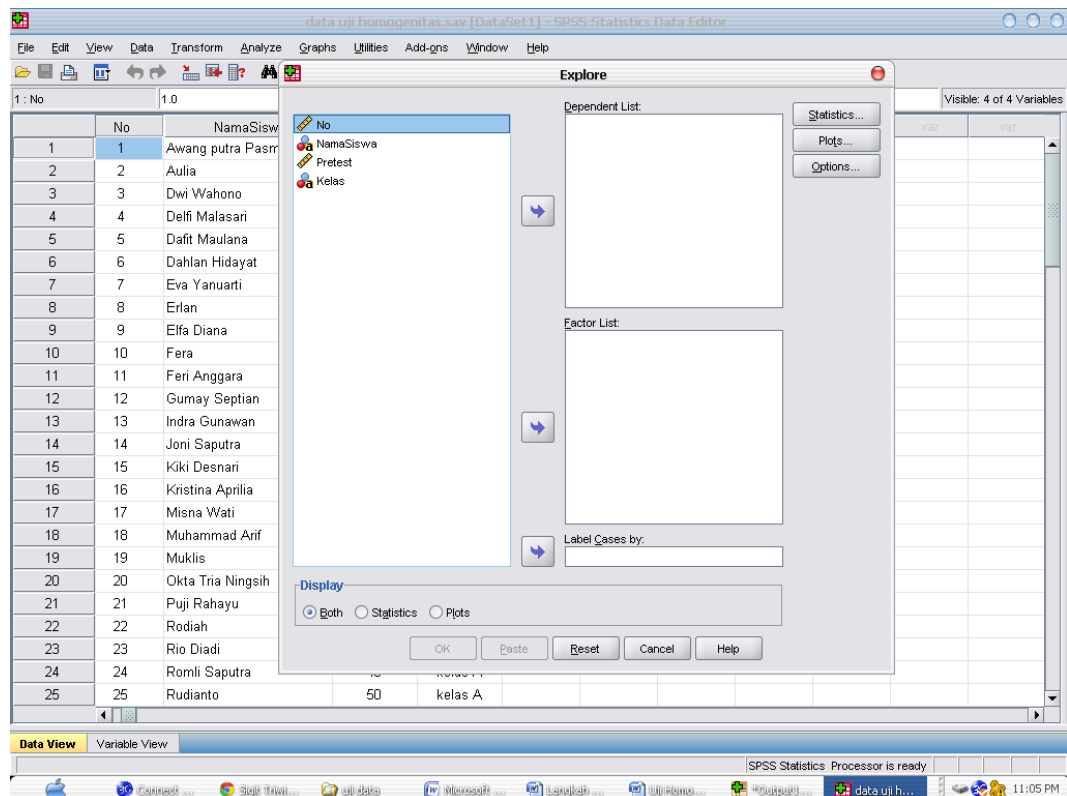 data uji homogenitas.sav [DataSet1] - SPSS Statistics Data Editor
File Edit View Data Transform Analyze Graphs Utilities Add-ons Window Help
Explore
1 : No 1.0 Visible: 4 of 4 Variables
No NamaSisw var var
1 1 Awang putra Pasm
2 2 Aulia
3 3 Dwi Wahono
4 4 Delfi Malasari
5 5 Dafit Maulana
6 6 Dahlan Hidayat
7 7 Eva Yanuarti
8 8 Erlan
9 9 Elfa Diana
10 10 Fera
11 11 Feri Anggara
12 12 Gumay Septian
13 13 Indra Gunawan
14 14 Joni Saputra
15 15 Kiki Desnari
16 16 Kristina Aprilia
17 17 Misna Wati
18 18 Muhammad Arif
19 19 Muklis
20 20 Okta Tria Ningsih
21 21 Puji Rahayu
22 22 Rodiah
23 23 Rio Diadi
24 24 Romli Saputra
25 25 Rudianto 50 kelas A
No
NamaSiswa
Pretest
Kelas
Dependent List:
Statistics...
Plots...
Options...
Factor List:
Label Cases by:
Display
Both Statistics Plots
OK Paste Reset Cancel Help
Data View Variable View
SPSS Statistics Processor is ready
Connect ... uji data Microsoft ... Langkah ... *Output1... data uji h... 11:05 PM